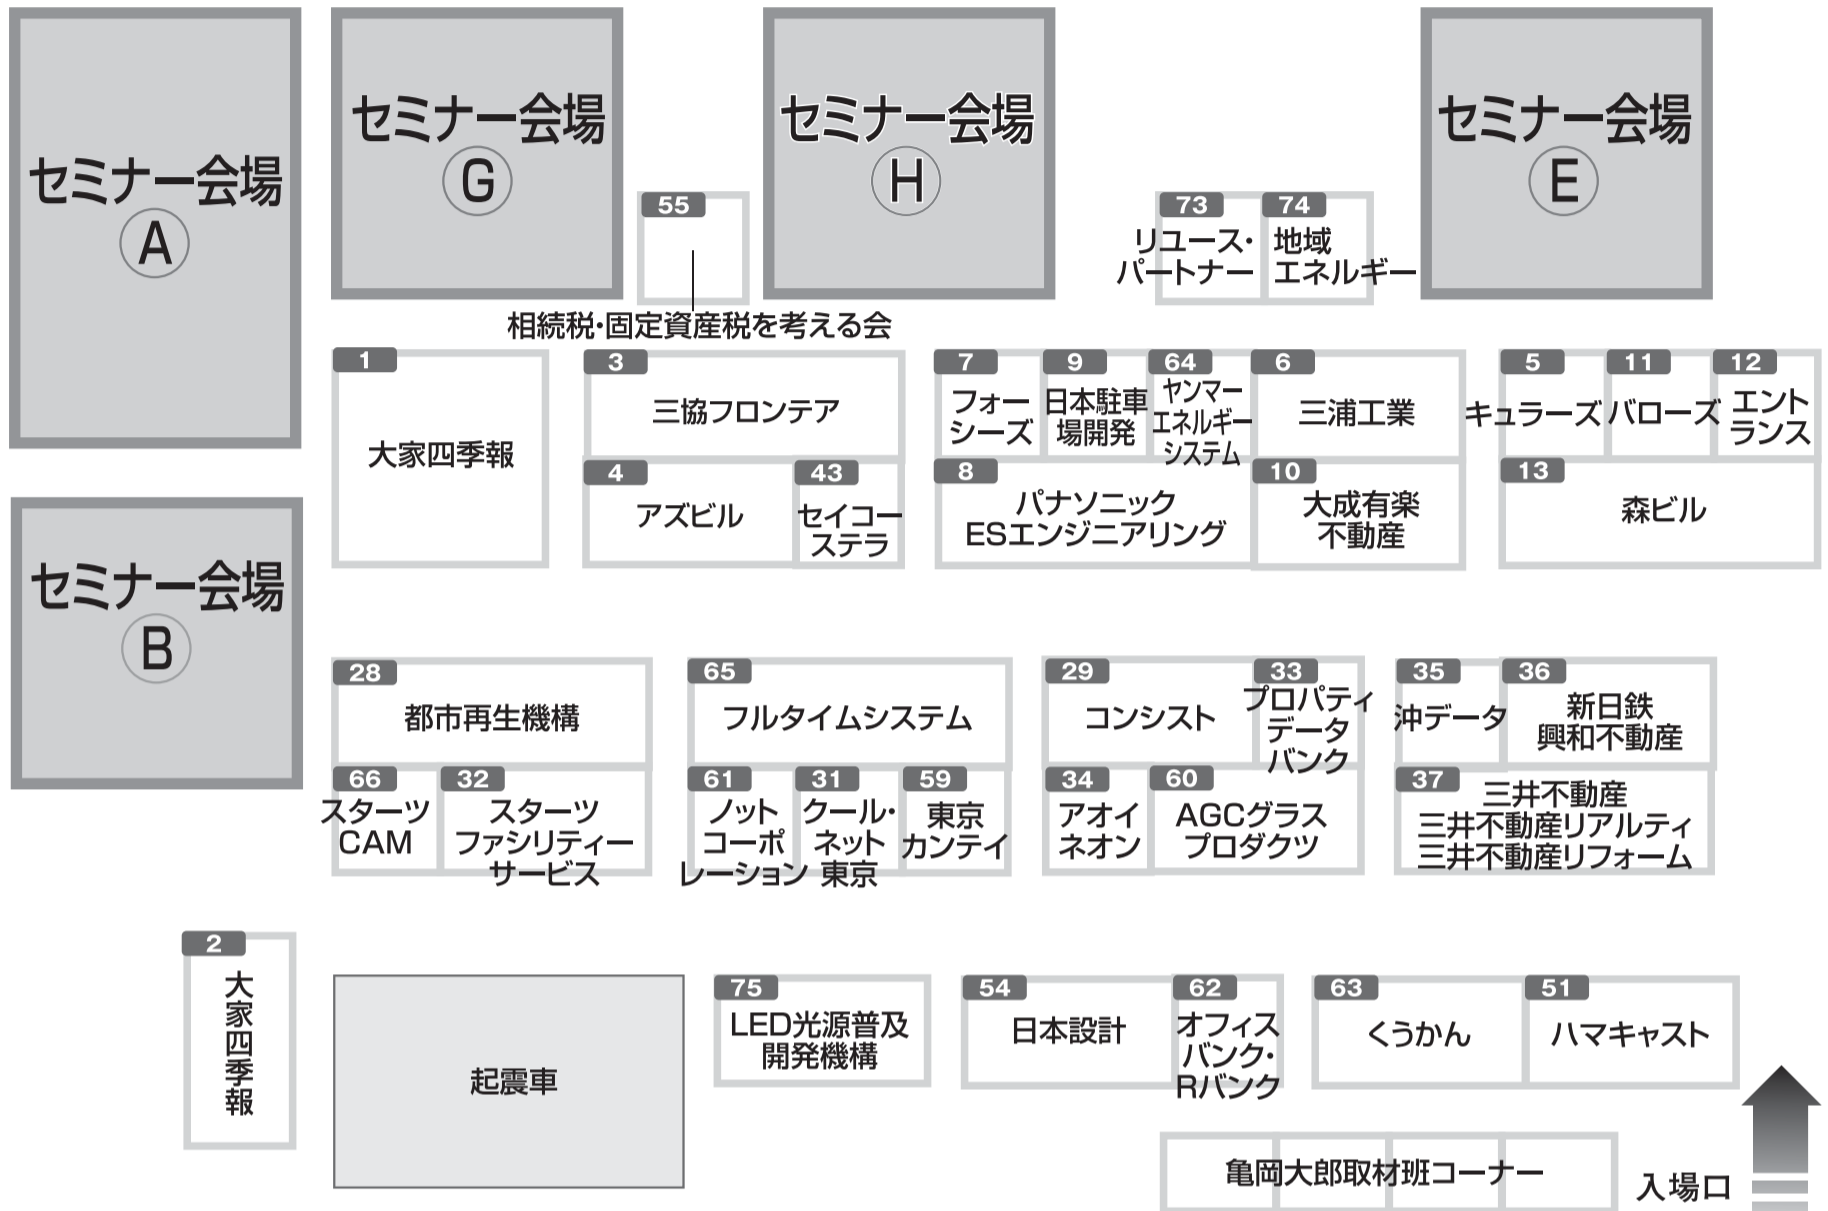 セミナー会場
A
セミナー会場
G
セミナー会場
H
セミナー会場
E
55
相続税・固定資産税を考える会
73
リユース・
パートナー
74
地域
エネルギー
1
大家四季報
3
三協フロンテア
4
アズビル
43
セイコー
ステラ
7
フォー
シーズ
9
日本駐車
場開発
64
ヤンマー
エネルギー
システム
6
三浦工業
8
パナソニック
ESエンジニアリング
10
大成有楽
不動産
5
キュラーズ
11
バローズ
12
エント
ランス
13
森ビル
セミナー会場
B
28
都市再生機構
66
スターツ
CAM
32
スターツ
ファシリティー
サービス
65
フルタイムシステム
61
ノット
コーポ
レーション
31
クール・
ネット
東京
59
東京
カンテイ
29
コンシスト
33
プロパティ
データ
バンク
34
アオイ
ネオン
60
AGCグラス
プロダクツ
35
沖データ
36
新日鉄
興和不動産
37
三井不動産
三井不動産リアルティ
三井不動産リフォーム
2
大家四季報
起震車
75
LED光源普及
開発機構
54
日本設計
62
オフィス
バンク・
Rバンク
63
くうかん
51
ハマキャスト
亀岡大郎取材班コーナー
入場口